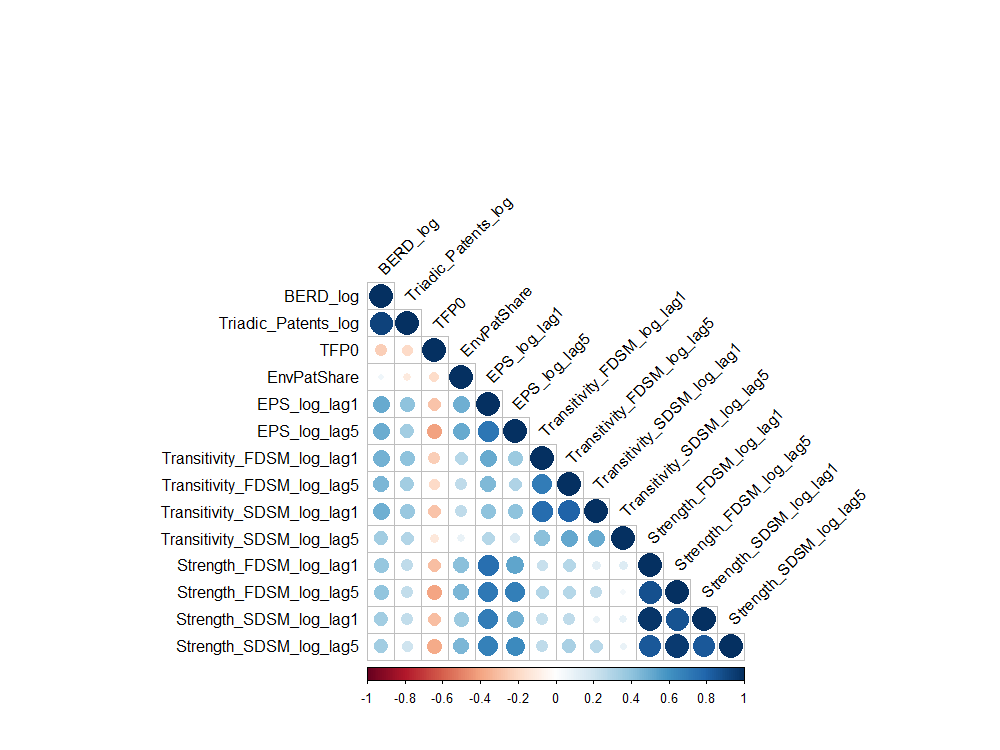 BERD_log
Triadic_Patents_log
TFP0
EnvPatShare
EPS_log_lag1
EPS_log_lag5
Transitivity_FDSM_log_lag1
Transitivity_FDSM_log_lag5
Transitivity_SDSM_log_lag1
Transitivity_SDSM_log_lag5
Strength_FDSM_log_lag1
Strength_FDSM_log_lag5
Strength_SDSM_log_lag1
Strength_SDSM_log_lag5
BERD_log
Triadic_Patents_log
TFP0
EnvPatShare
EPS_log_lag1
EPS_log_lag5
Transitivity_FDSM_log_lag1
Transitivity_FDSM_log_lag5
Transitivity_SDSM_log_lag1
Transitivity_SDSM_log_lag5
Strength_FDSM_log_lag1
Strength_FDSM_log_lag5
Strength_SDSM_log_lag1
Strength_SDSM_log_lag5
-1 -0.8 -0.6 -0.4 -0.2 0 0.2 0.4 0.6 0.8 1